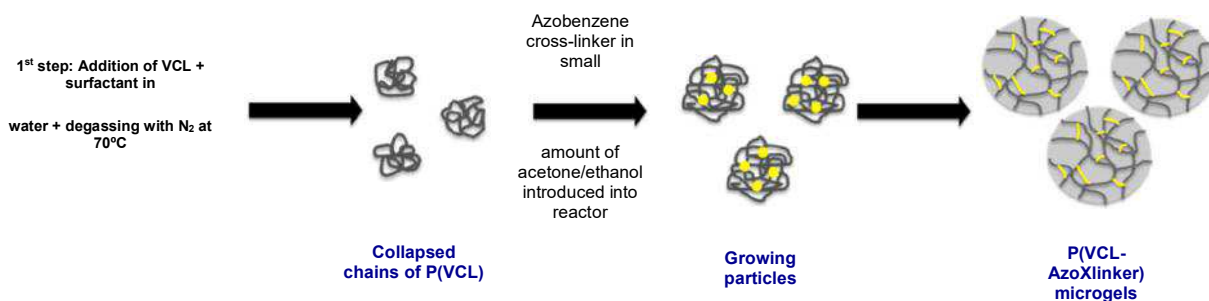 1st step: Addition of VCL +
surfactant in
water + degassing with N2 at
70ºC
Azobenzene
cross-linker in
small
amount of
acetone/ethanol
introduced into
reactor
Collapsed
chains of P(VCL)
Growing
particles
P(VCL-
AzoXlinker)
microgels